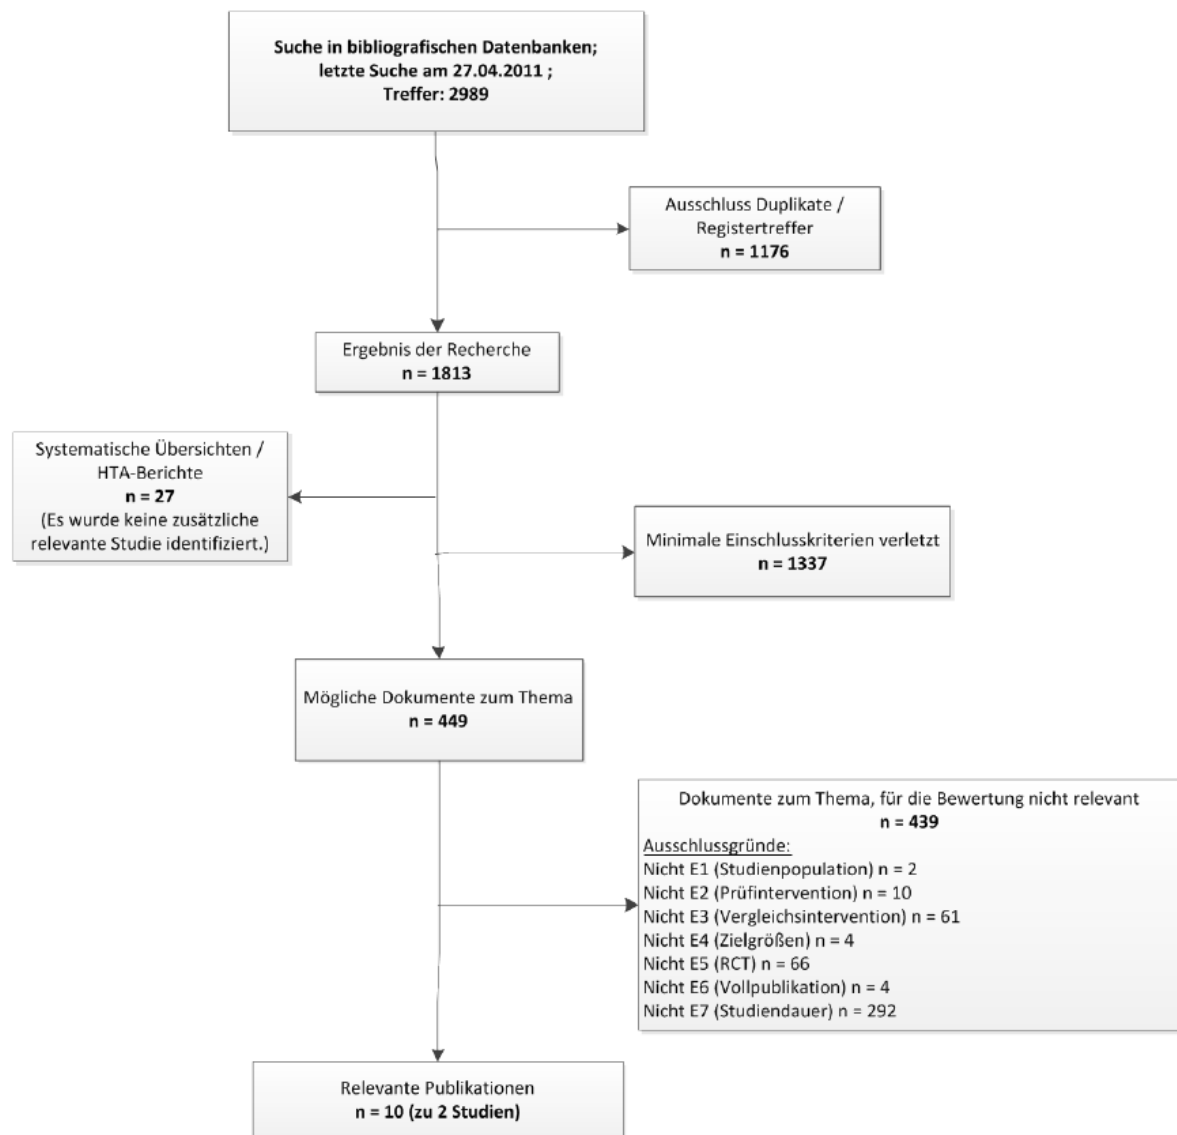 Suche in bibliografischen Datenbanken;
letzte Suche am 27.04.2011 ;
Treffer: 2989
Ausschluss Duplikate /
Registertreffer
n = 1176
Ergebnis der Recherche
n = 1813
Systematische Übersichten /
HTA-Berichte
n = 27
(Es wurde keine zusätzliche
relevante Studie identifiziert.)
Minimale Einschlusskriterien verletzt
n = 1337
Mögliche Dokumente zum Thema
n = 449
Dokumente zum Thema, für die Bewertung nicht relevant
n = 439
Ausschlussgründe:
Nicht E1 (Studienpopulation) n = 2
Nicht E2 (Prüfintervention) n = 10
Nicht E3 (Vergleichsintervention) n = 61
Nicht E4 (Zielgrößen) n = 4
Nicht E5 (RCT) n = 66
Nicht E6 (Vollpublikation) n = 4
Nicht E7 (Studiendauer) n = 292
Relevante Publikationen
n = 10 (zu 2 Studien)